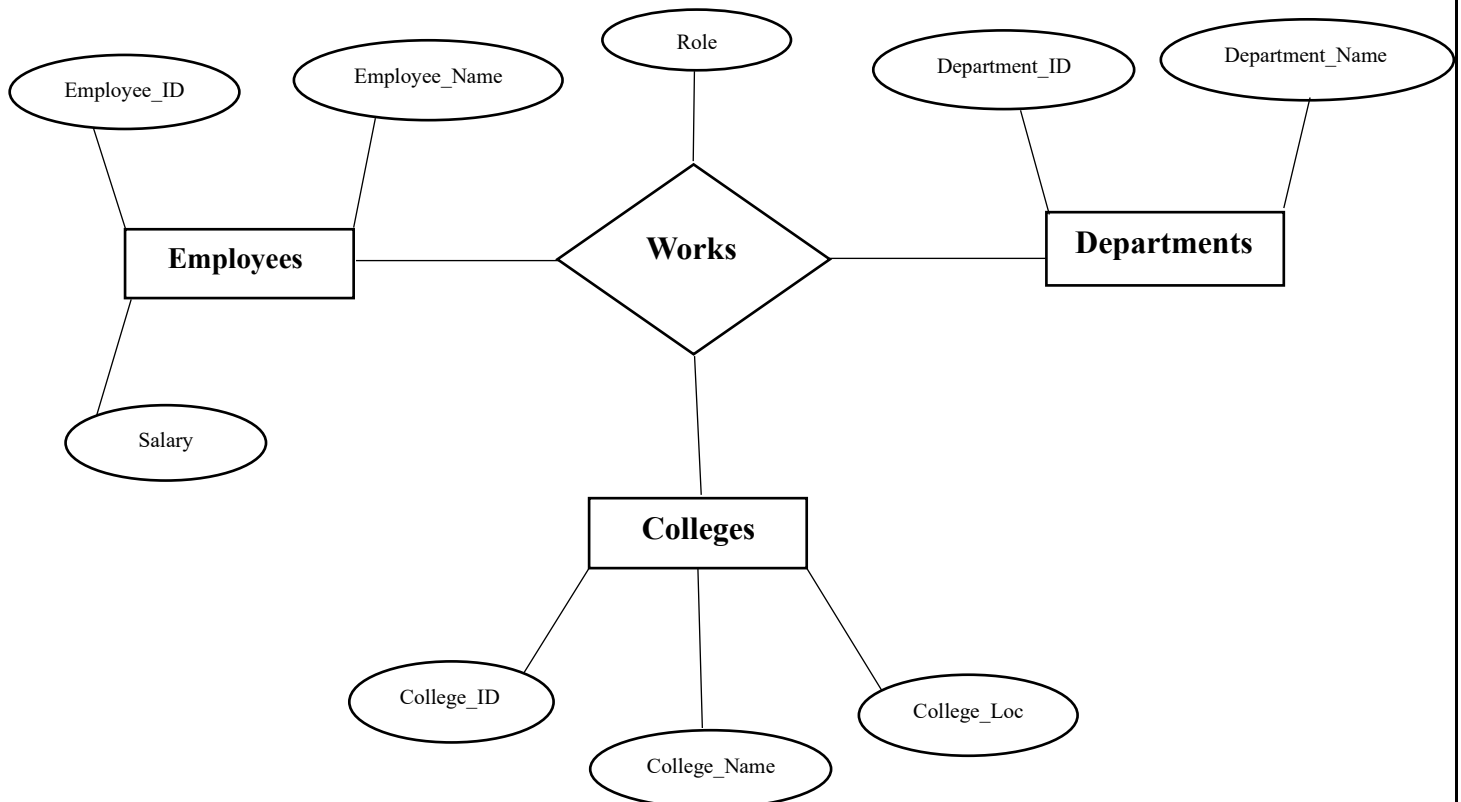 Role
Department_Name
Department_ID
Employee_Name
Employee_ID
Works
Departments
Employees
Salary
Colleges
College_ID
College_Loc
College_Name